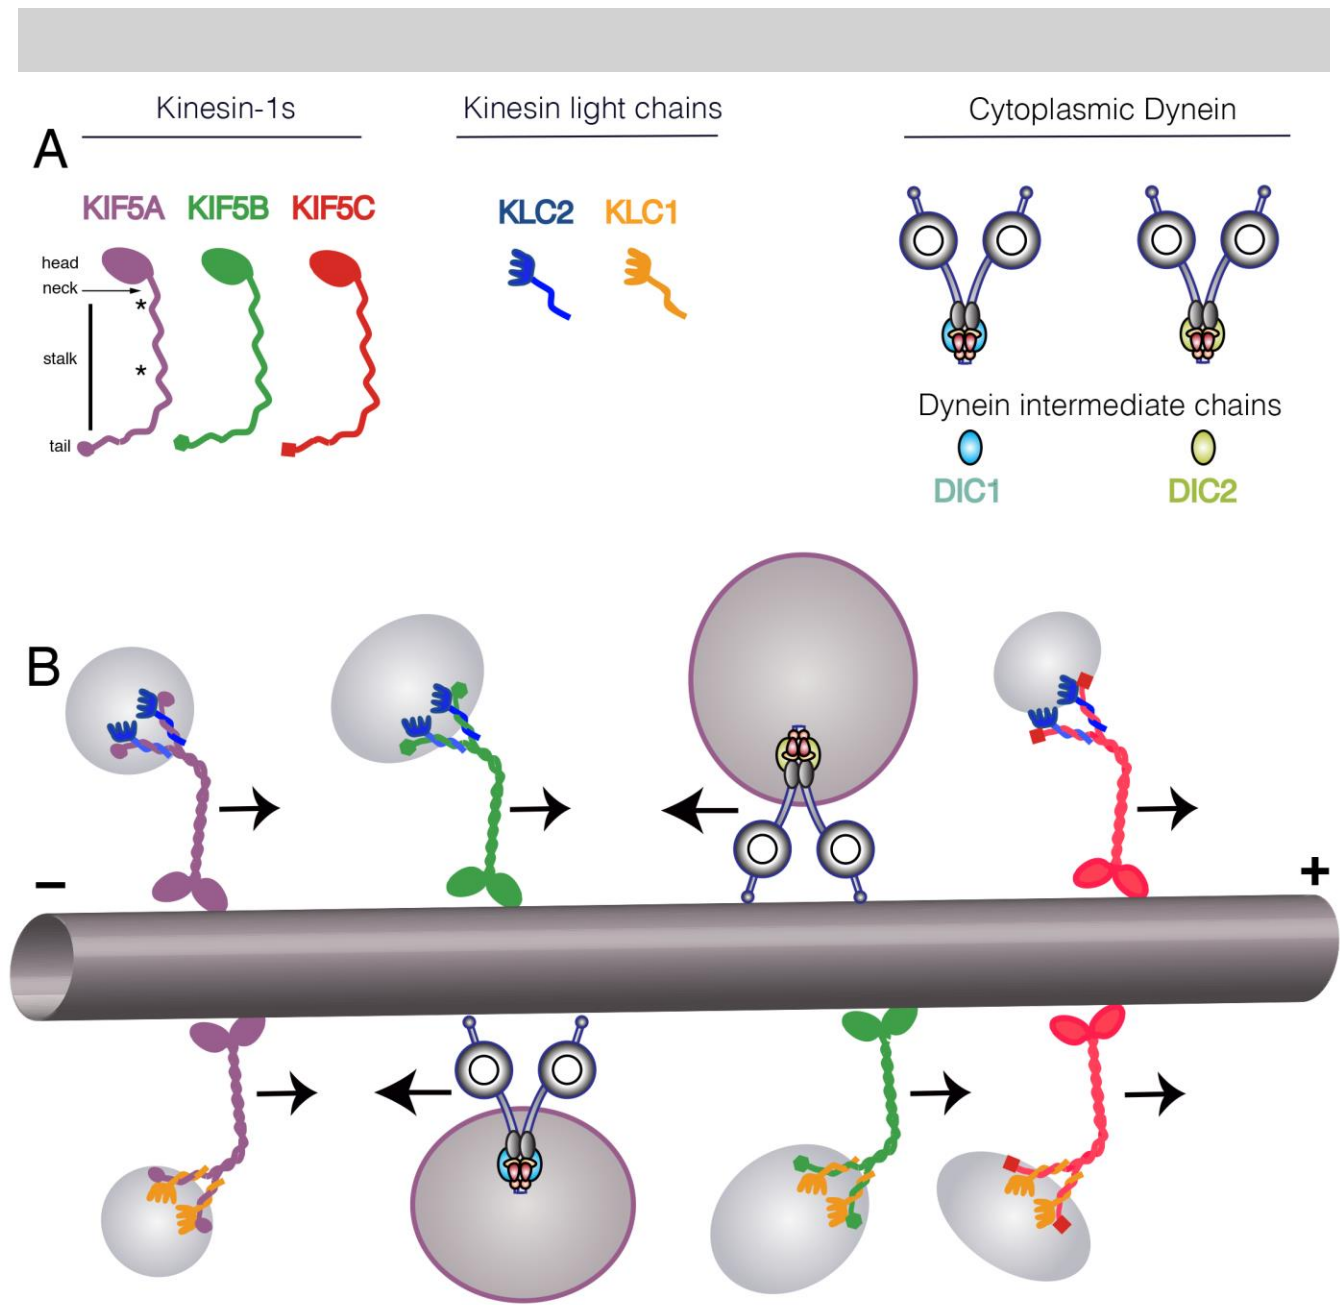 Kinesin-1s
Kinesin light chains
Cytoplasmic Dynein
A
KIF5A
KIF5B
KIF5C
KLC2
KLC1
head
neck
*
stalk
*
tail
Dynein intermediate chains
DIC1
DIC2
B
−
+